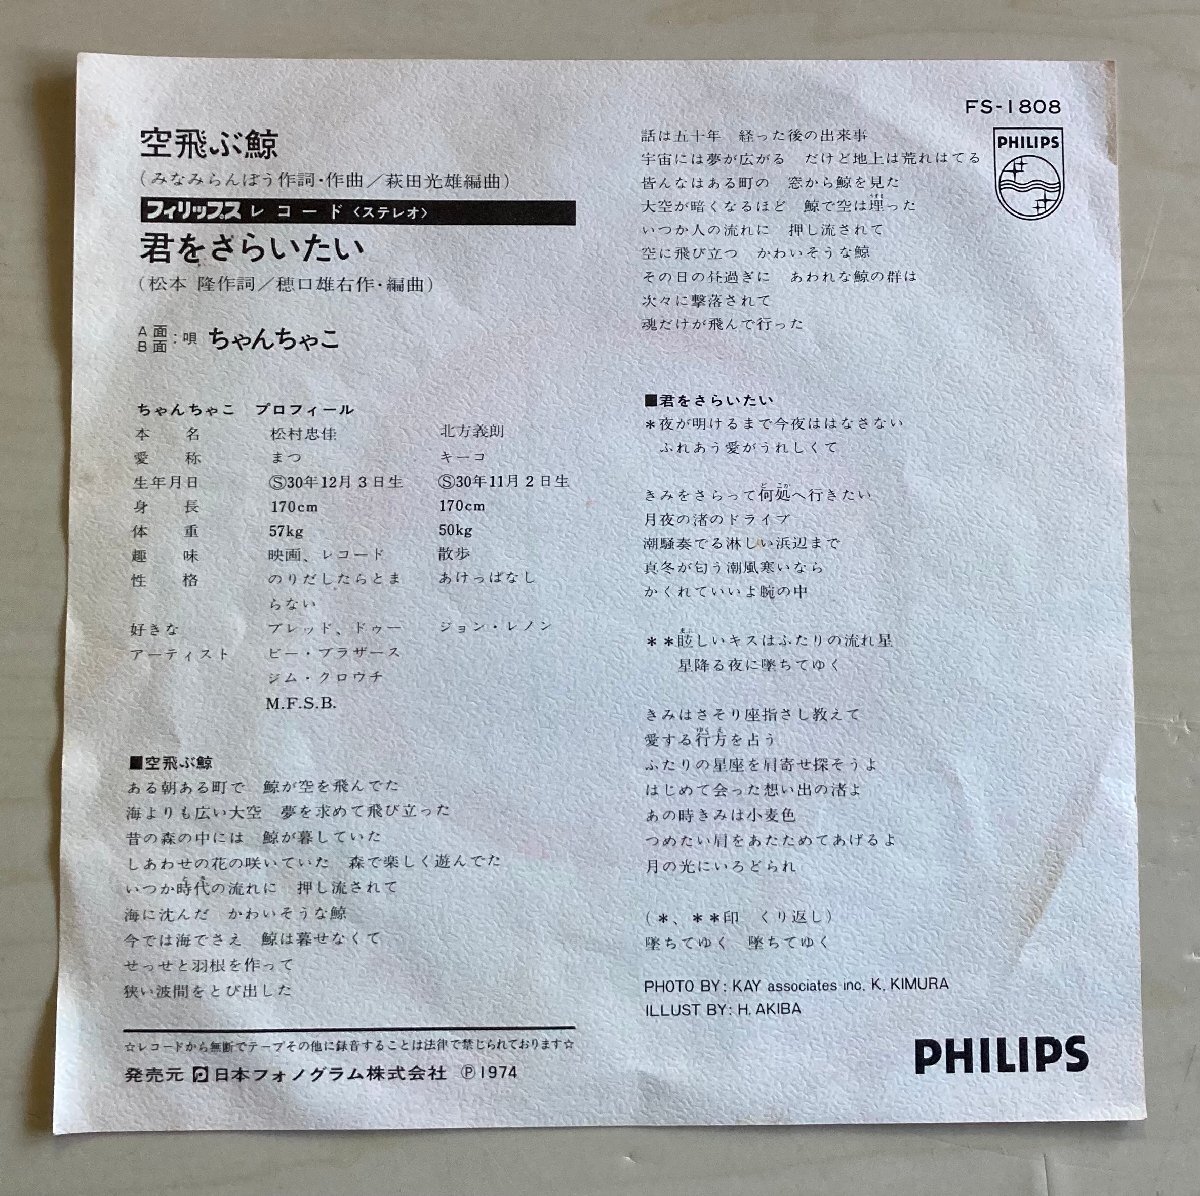 空飛ぶ鯨
(みなみらんぼう作詞・作曲／萩田光雄編曲)
フィリップス レコード〈ステレオ〉
君をさらいたい
(松本 隆作詞／穂口雄右作・編曲)
A面
B面 :唄 ちゃんちゃこ
ちゃんちゃこ プロフィール
本名 松村忠佳 北方義朗
愛称 まつ キーコ
生年月日 Ⓢ30年12月3日生 Ⓢ30年11月2日生
身長 170cm 170cm
体重 57kg 50kg
趣味 映画、レコード 散歩
性格 のりだしたらとま あけっぱなし
らない
好きな ブレッド、ドゥー ジョン・レノン
アーティスト ビー・ブラザース
ジム・クロウチ
M.F.S.B.
■空飛ぶ鯨
ある朝ある町で 鯨が空を飛んでた
海よりも広い大空 夢を求めて飛び立った
昔の森の中には 鯨が暮していた
しあわせの花の咲いていた 森で楽しく遊んでた
いつか時代の流れに 押し流されて
海に沈んだ かわいそうな鯨
今では海でさえ 鯨は暮せなくて
せっせと羽根を作って
狭い波間をとび出した
☆レコードから無断でテープその他に録音することは法律で禁じられております☆
発売元 日本フォノグラム株式会社 Ⓟ1974
FS-1808
PHILIPS
話は五十年 経った後の出来事
宇宙には夢が広がる だけど地上は荒れはてる
皆んなはある町の 窓から鯨を見た
大空が暗くなるほど 鯨で空は埋った
いつか人の流れに 押し流されて
空に飛び立つ かわいそうな鯨
その日の昼過ぎに あわれな鯨の群は
次々に撃落されて
魂だけが飛んで行った
■君をさらいたい
＊夜が明けるまで今夜ははなさない
ふれあう愛がうれしくて
きみをさらって何処へ行きたい
月夜の渚のドライブ
潮騒奏でる淋しい浜辺まで
真冬が匂う潮風寒いなら
かくれていいよ腕の中
＊＊眩しいキスはふたりの流れ星
星降る夜に墜ちてゆく
きみはさそり座指さし教えて
愛する行方を占う
ふたりの星座を肩寄せ探そうよ
はじめて会った想い出の渚よ
あの時きみは小麦色
つめたい肩をあたためてあげるよ
月の光にいろどられ
(＊、＊＊印 くり返し)
墜ちてゆく 墜ちてゆく
PHOTO BY: KAY associates inc, K, KIMURA
ILLUST BY: H. AKIBA
PHILIPS